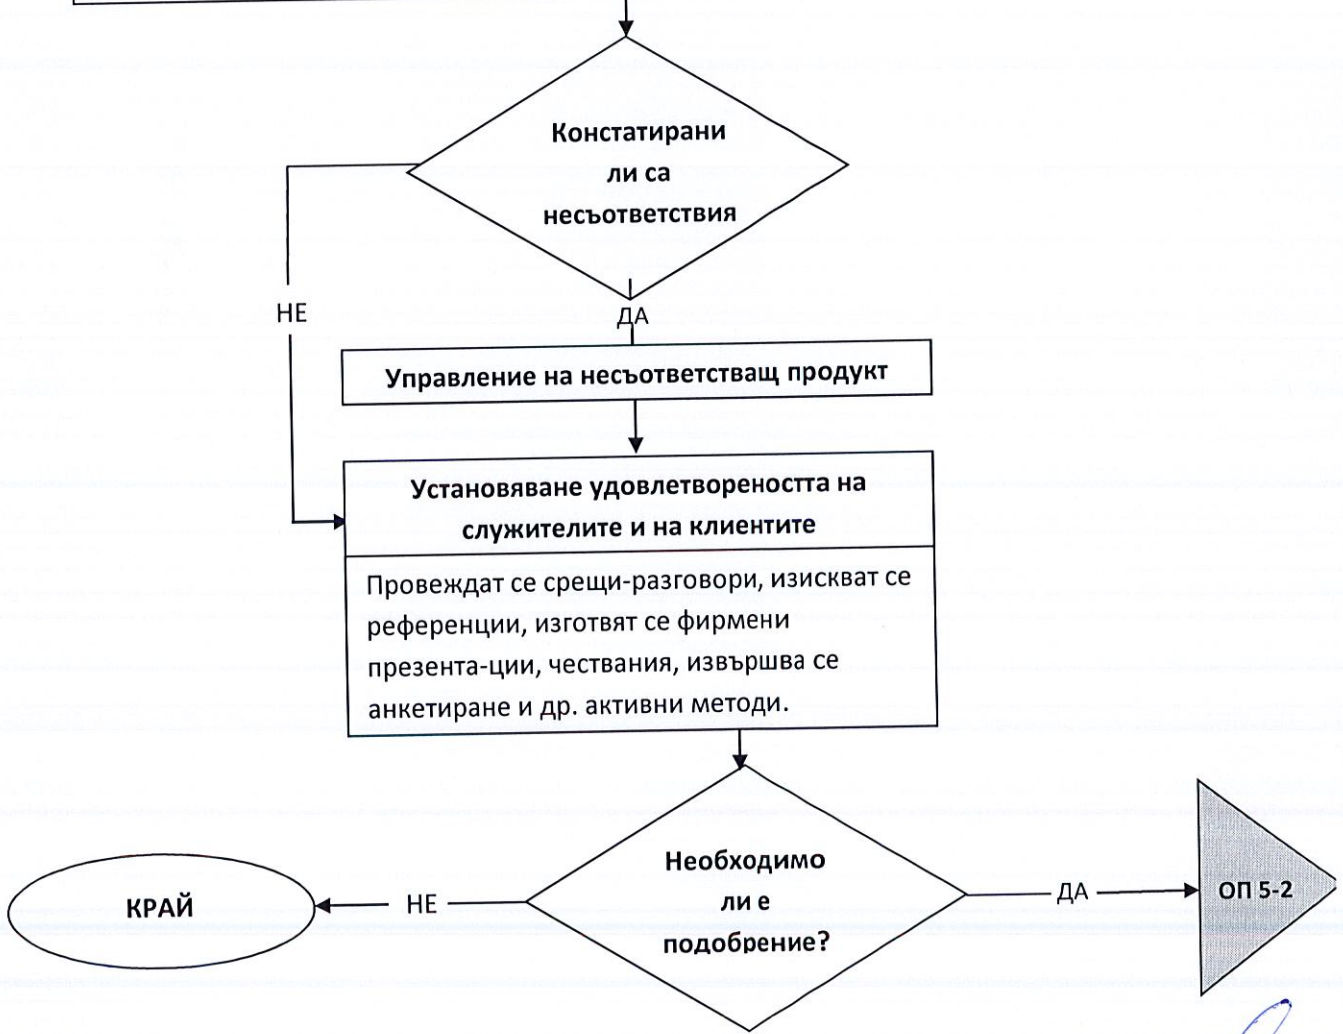 Констатирани
ли са
несъответствия
НЕ
ДА
Управление на несъответстващ продукт
Установяване удовлетвореността на
служителите и на клиентите
Провеждат се срещи-разговори, изискват се
референции, изготвят се фирмени
презента-ции, чествания, извършва се
анкетиране и др. активни методи.
Необходимо
ли е
подобрение?
КРАЙ
НЕ
ДА
ОП 5-2